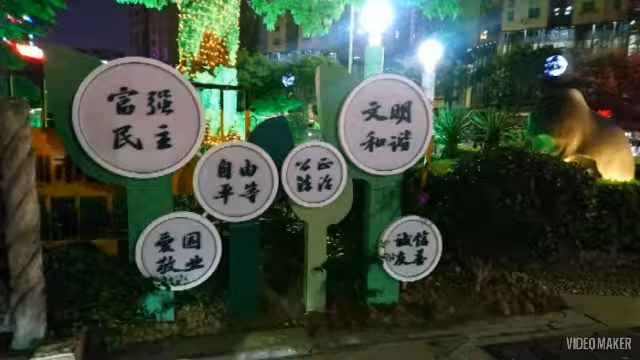 富强
民主
文明
和谐
自由
平等
公正
法治
爱国
敬业
诚信
友善
VIDEO MAKER